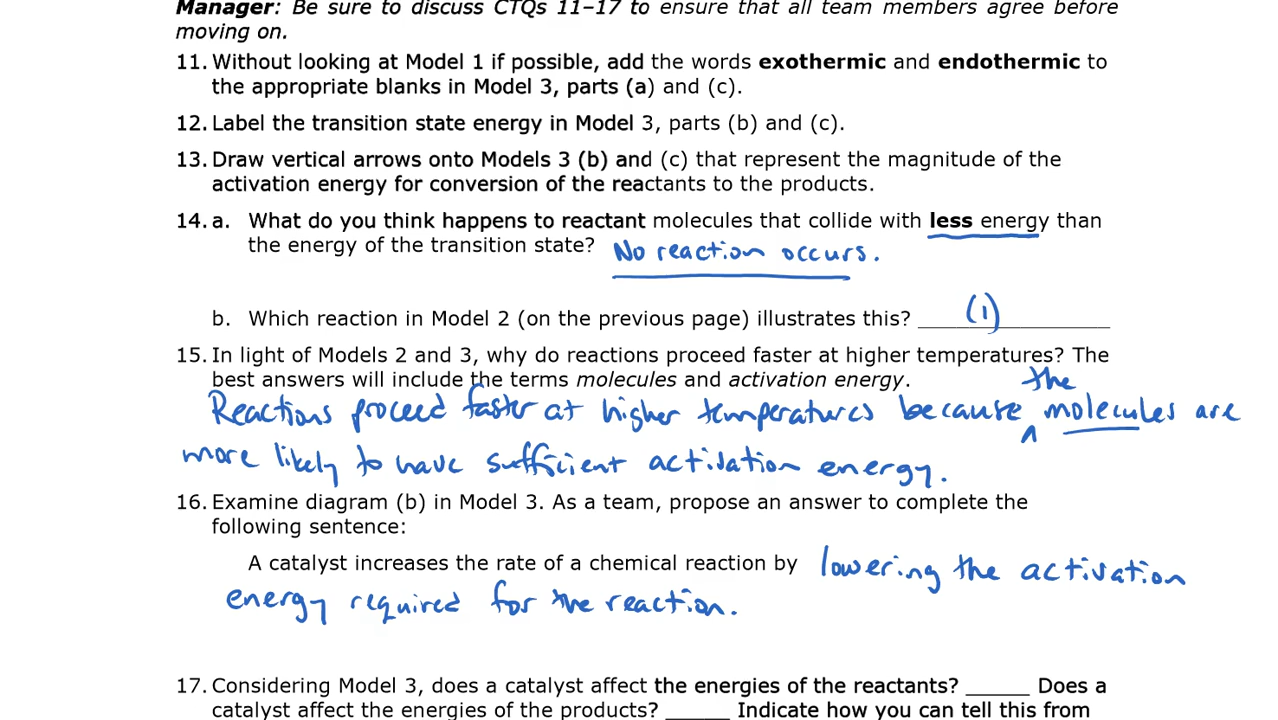 Manager: Be sure to discuss CTQs 11–17 to ensure that all team members agree before
moving on.
11. Without looking at Model 1 if possible, add the words exothermic and endothermic to
the appropriate blanks in Model 3, parts (a) and (c).
12. Label the transition state energy in Model 3, parts (b) and (c).
13. Draw vertical arrows onto Models 3 (b) and (c) that represent the magnitude of the
activation energy for conversion of the reactants to the products.
14. a. What do you think happens to reactant molecules that collide with less energy than
the energy of the transition state? No reaction occurs.
b. Which reaction in Model 2 (on the previous page) illustrates this? (1)
15. In light of Models 2 and 3, why do reactions proceed faster at higher temperatures? The
best answers will include the terms molecules and activation energy.
the
Reactions proceed faster at higher temperatures because ^ molecules are
more likely to have sufficient activation energy.
16. Examine diagram (b) in Model 3. As a team, propose an answer to complete the
following sentence:
A catalyst increases the rate of a chemical reaction by lowering the activation
energy required for the reaction.
17. Considering Model 3, does a catalyst affect the energies of the reactants? _____ Does a
catalyst affect the energies of the products? _____ Indicate how you can tell this from